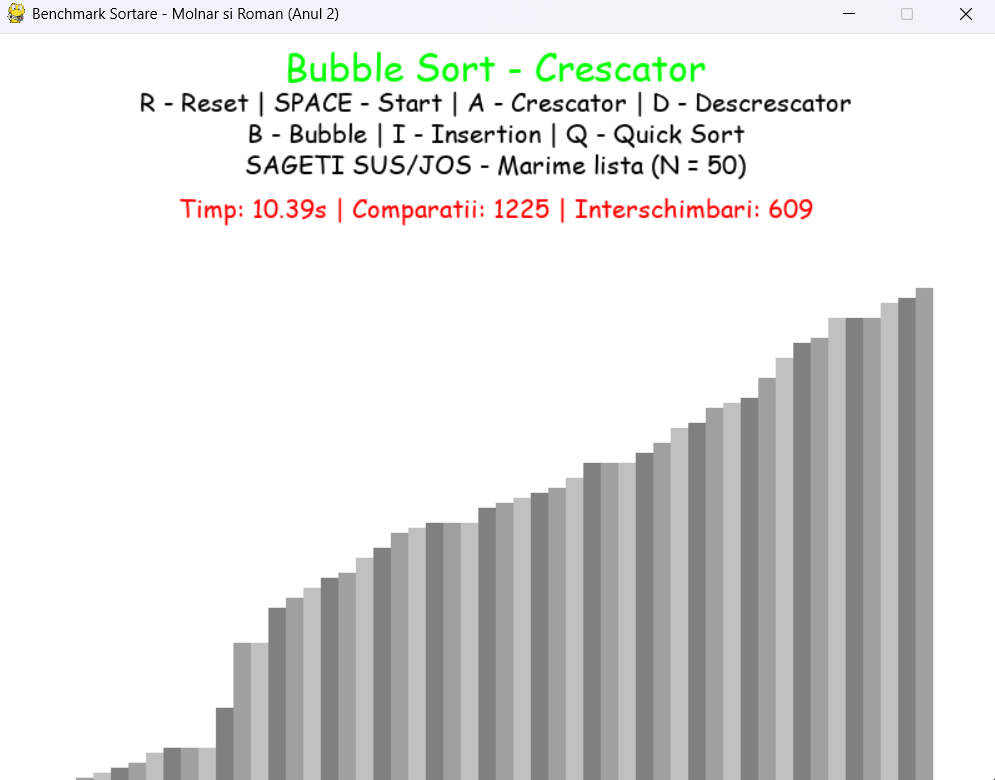 Benchmark Sortare - Molnar si Roman (Anul 2)
Bubble Sort - Crescator
R - Reset | SPACE - Start | A - Crescator | D - Descrescator
B - Bubble | I - Insertion | Q - Quick Sort
SAGETI SUS/JOS - Marime lista (N = 50)
Timp: 10.39s | Comparatii: 1225 | Interschimbari: 609